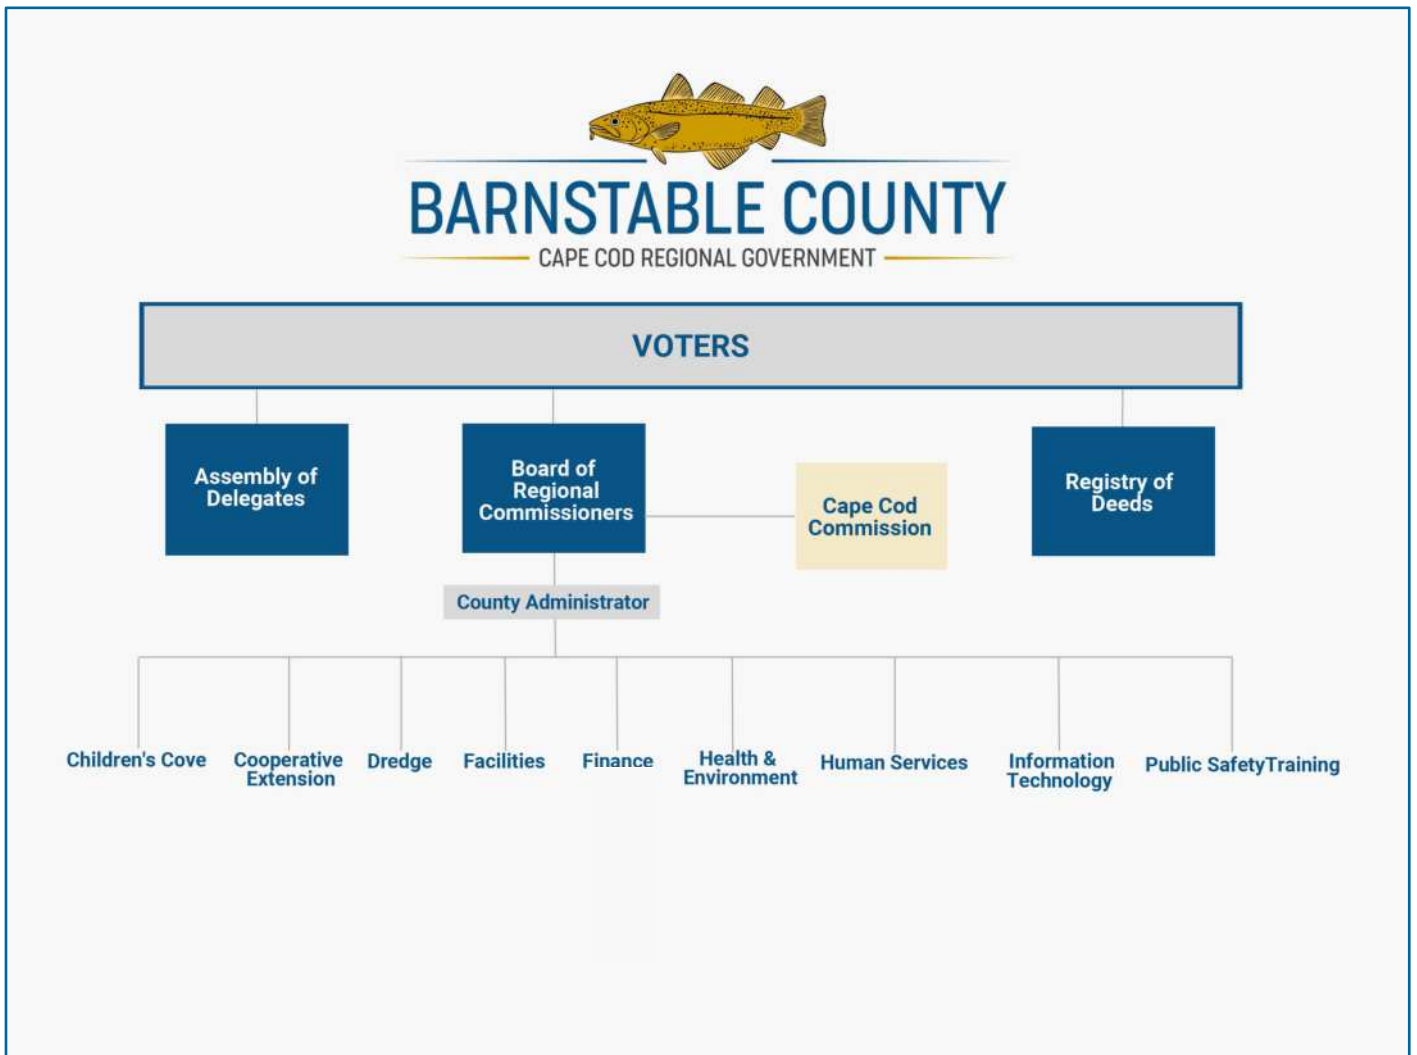 BARNSTABLE COUNTY
CAPE COD REGIONAL GOVERNMENT
VOTERS
Assembly of
Delegates
Board of
Regional
Commissioners
Cape Cod
Commission
Registry of
Deeds
County Administrator
Children's Cove
Cooperative
Extension
Dredge
Facilities
Finance
Health &
Environment
Human Services
Information
Technology
Public SafetyTraining